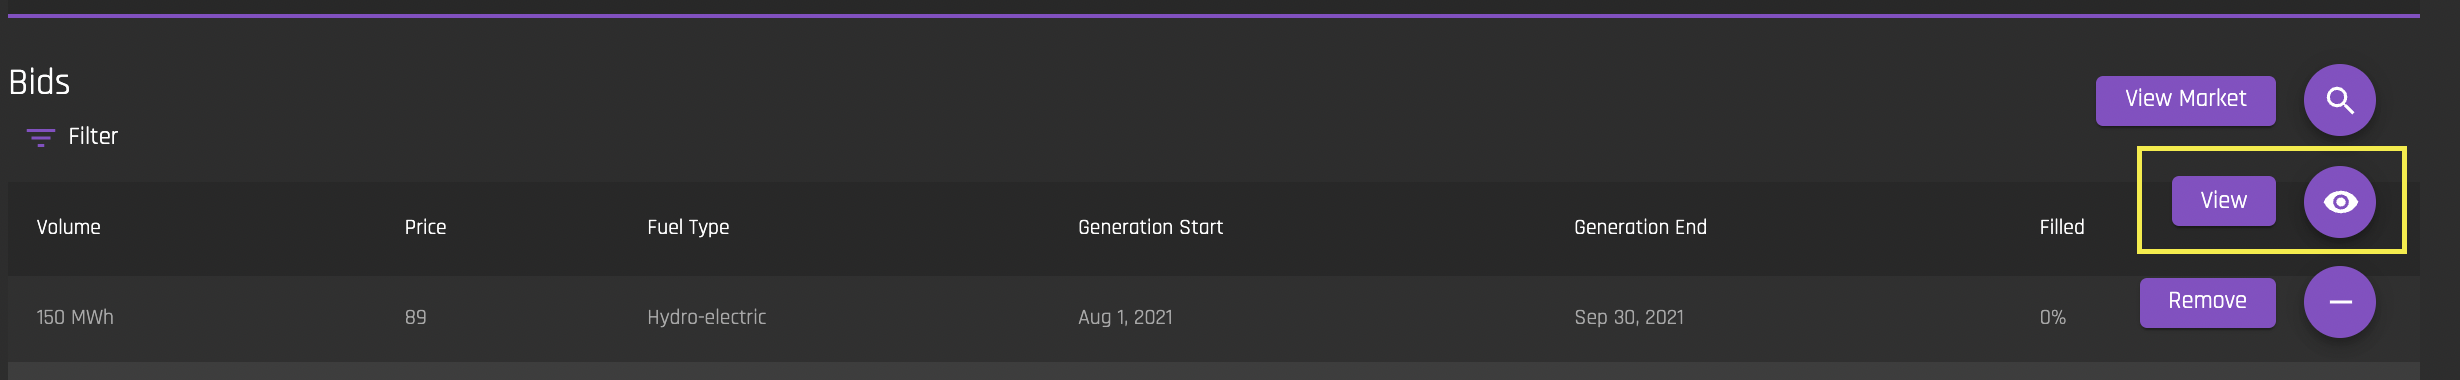 Bids
View Market
Filter
View
Volume Price Fuel Type Generation Start Generation End Filled
Remove
150 MWh 89 Hydro-electric Aug 1, 2021 Sep 30, 2021 0%